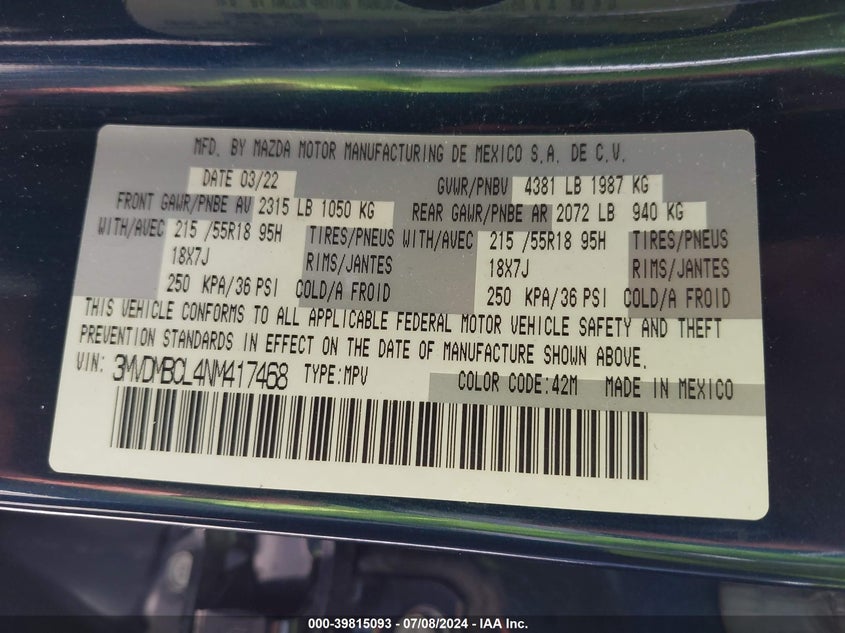 MFD. BY MAZDA MOTOR MANUFACTURING DE MEXICO S.A. DE C.V.
DATE 03/22 GVWR/PNBV 4381 LB 1987 KG
FRONT GAWR/PNBE AV 2315 LB 1050 KG REAR GAWR/PNBE AR 2072 LB 940 KG
WITH/AVEC 215 /55R18 95H TIRES/PNEUS WITH/AVEC 215 /55R18 95H TIRES/PNEUS
18X7J RIMS/JANTES 18X7J RIMS/JANTES
250 KPA/36 PSI COLD/A FROID 250 KPA/36 PSI COLD/A FROID
THIS VEHICLE CONFORMS TO ALL APPLICABLE FEDERAL MOTOR VEHICLE SAFETY AND THEFT
PREVENTION STANDARDS IN EFFECT ON THE DATE OF MANUFACTURE SHOWN ABOVE.
VIN: 3MVDMBCL4NM417468 TYPE:MPV COLOR CODE:42M MADE IN MEXICO
000-39815093 - 07/08/2024 - IAA Inc.